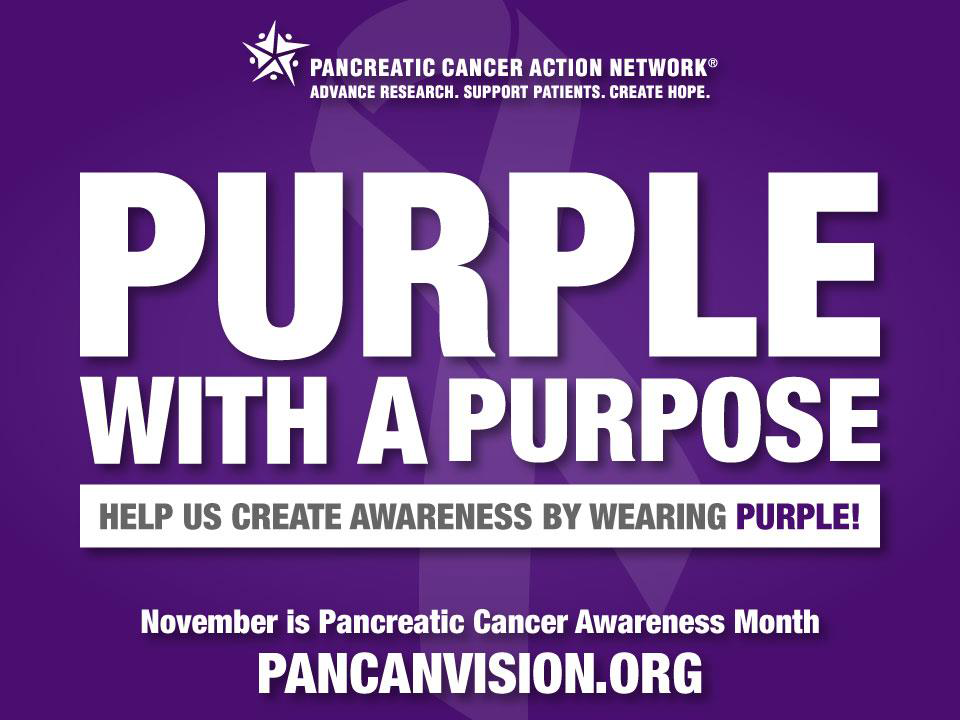 PANCREATIC CANCER ACTION NETWORK®
ADVANCE RESEARCH. SUPPORT PATIENTS. CREATE HOPE.
PURPLE
WITH A PURPOSE
HELP US CREATE AWARENESS BY WEARING PURPLE!
November is Pancreatic Cancer Awareness Month
PANCANVISION.ORG